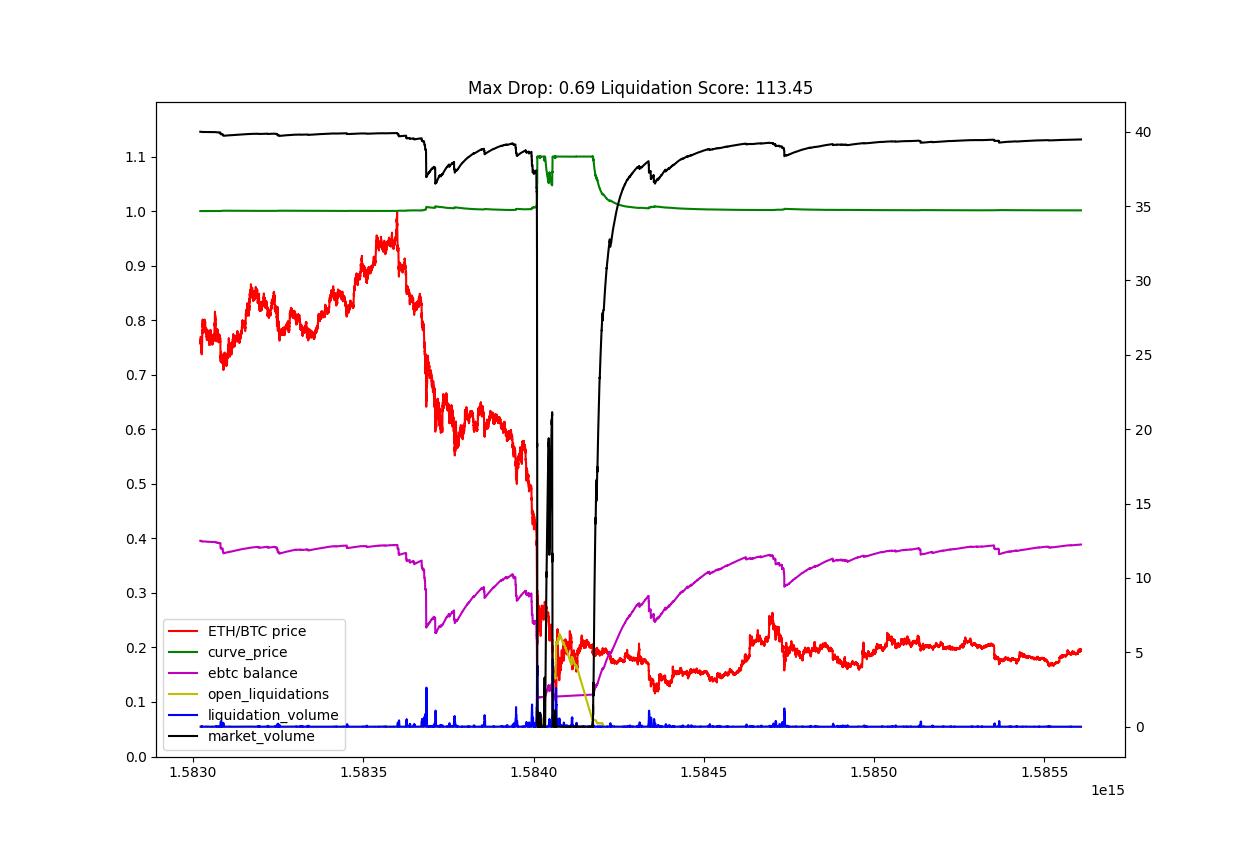 Max Drop: 0.69 Liquidation Score: 113.45
1.1
1.0
0.9
0.8
0.7
0.6
0.5
0.4
0.3
0.2
0.1
0.0
40
35
30
25
20
15
10
5
0
ETH/BTC price
curve_price
ebtc balance
open_liquidations
liquidation_volume
market_volume
1.5830 1.5835 1.5840 1.5845 1.5850 1.5855
1e15